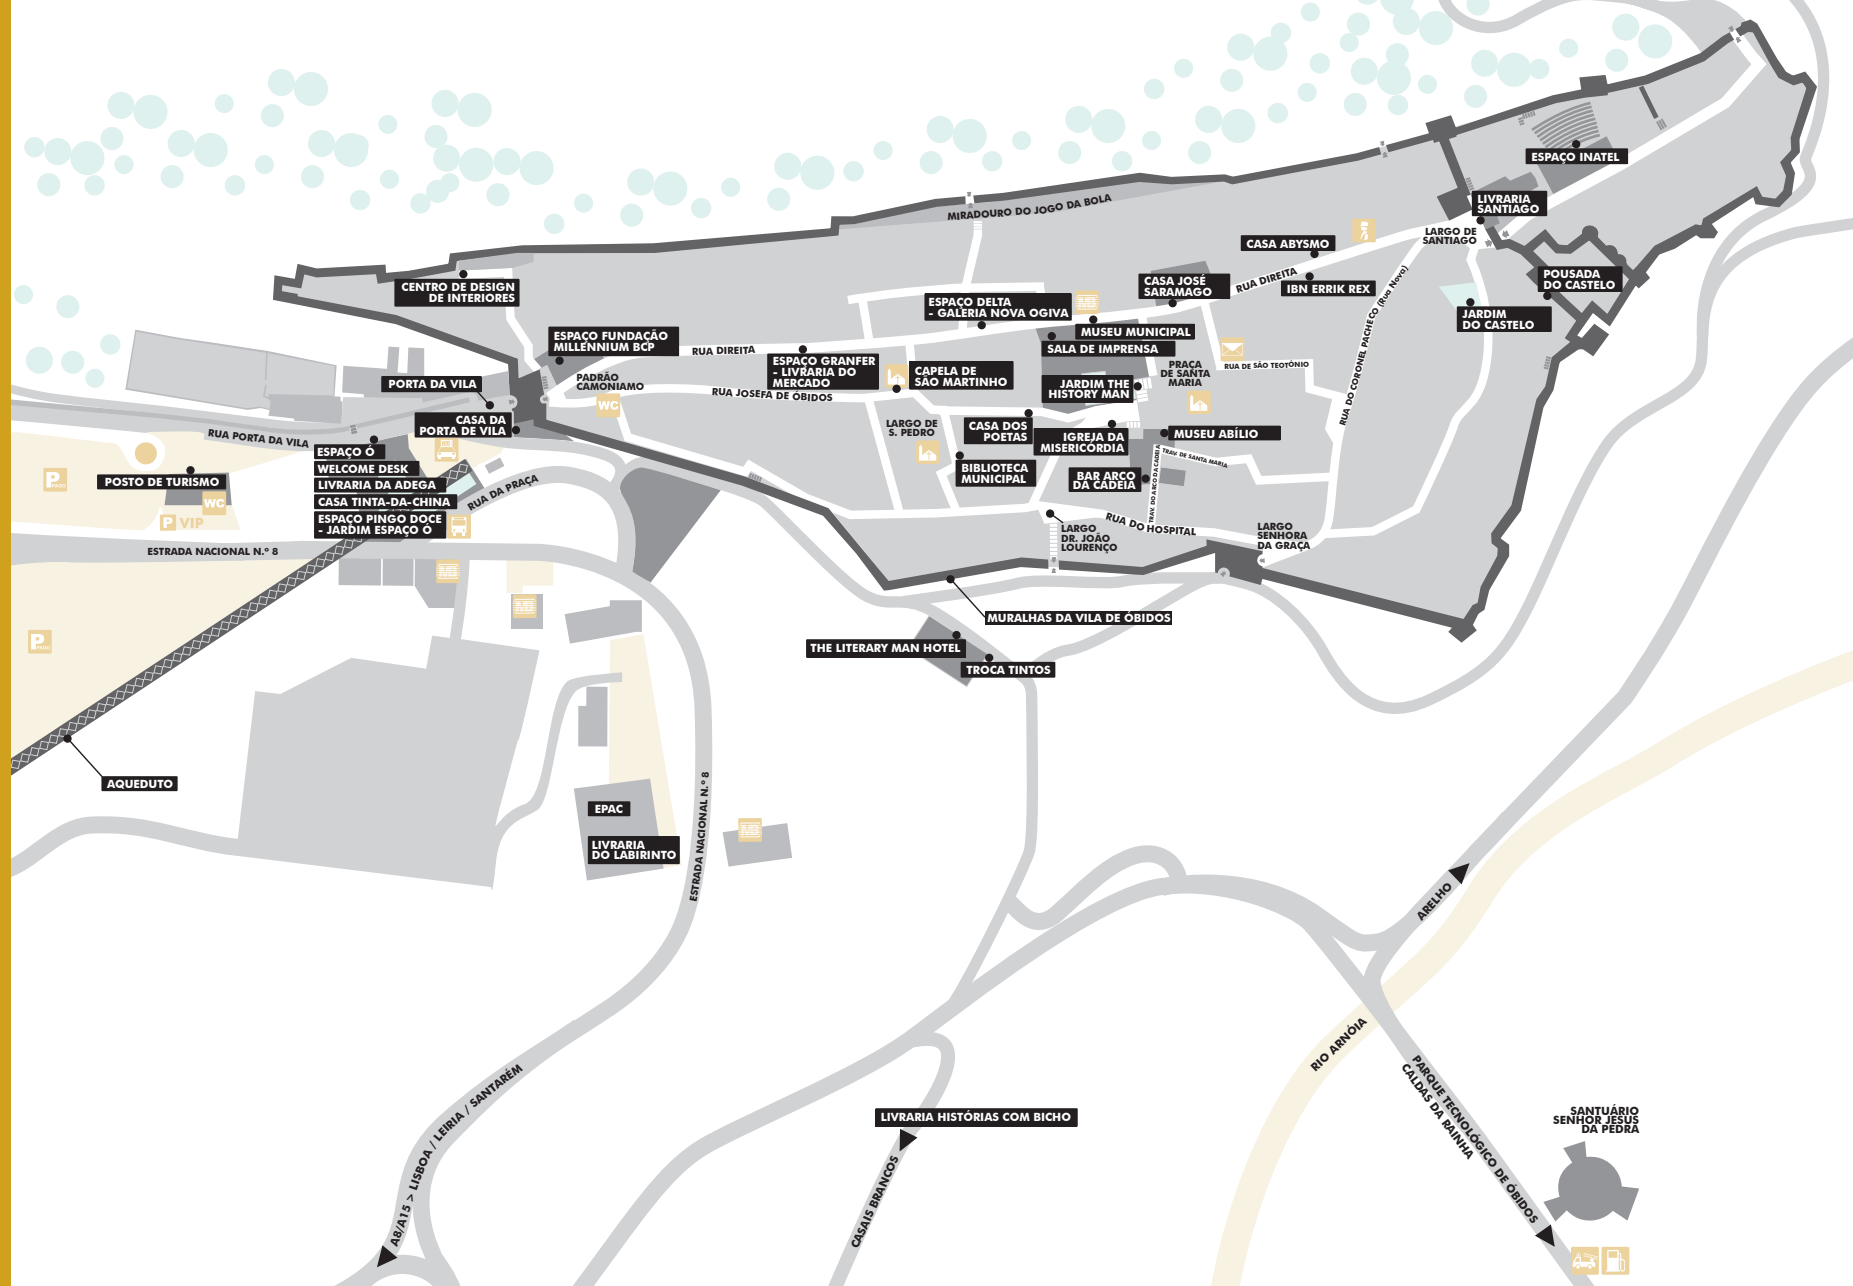 MIRADOURO DO JOGO DA BOLA
ESPAÇO INATEL
LIVRARIA
SANTIAGO
LARGO DE
SANTIAGO
CASA ABYSMO
RUA DIREITA
IBN ERRIK REX
POUSADA
DO CASTELO
JARDIM
DO CASTELO
RUA DO CORONEL PACHECO (Rua Nova)
CENTRO DE DESIGN
DE INTERIORES
CASA JOSÉ
SARAMAGO
ESPAÇO DELTA
- GALERIA NOVA OGIVA
MUSEU MUNICIPAL
SALA DE IMPRENSA
ESPAÇO FUNDAÇÃO
MILLENNIUM BCP
RUA DIREITA
ESPAÇO GRANFER
- LIVRARIA DO
MERCADO
CAPELA DE
SÃO MARTINHO
JARDIM THE
HISTORY MAN
PRAÇA
DE SANTA
MARIA
RUA DE SÃO TEOTÓNIO
PADRÃO
CAMONIAMO
WC
RUA JOSEFA DE ÓBIDOS
PORTA DA VILA
CASA DA
PORTA DE VILA
LARGO DE
S. PEDRO
CASA DOS
POETAS
IGREJA DA
MISERICÓRDIA
MUSEU ABÍLIO
TRAV. DE SANTA MARIA
BIBLIOTECA
MUNICIPAL
BAR ARCO
DA CADEIA
TRAV. DO ARCO DA CADEIA
RUA PORTA DA VILA
ESPAÇO Ó
WELCOME DESK
LIVRARIA DA ADEGA
CASA TINTA-DA-CHINA
ESPAÇO PINGO DOCE
- JARDIM ESPAÇO Ó
RUA DA PRAÇA
P
PAGO
POSTO DE TURISMO
WC
P VIP
ESTRADA NACIONAL N.º 8
LARGO
DR. JOÃO
LOURENÇO
RUA DO HOSPITAL
LARGO
SENHORA
DA GRAÇA
MURALHAS DA VILA DE ÓBIDOS
THE LITERARY MAN HOTEL
TROCA TINTOS
P
PAGO
AQUEDUTO
EPAC
LIVRARIA
DO LABIRINTO
ESTRADA NACIONAL N.º 8
ARELHO
RIO ARNÓIA
A8/A15 > LISBOA / LEIRIA / SANTARÉM
LIVRARIA HISTÓRIAS COM BICHO
CASAIS BRANCOS
PARQUE TECNOLÓGICO DE ÓBIDOS
CALDAS DA RAINHA
SANTUÁRIO
SENHOR JESUS
DA PEDRA